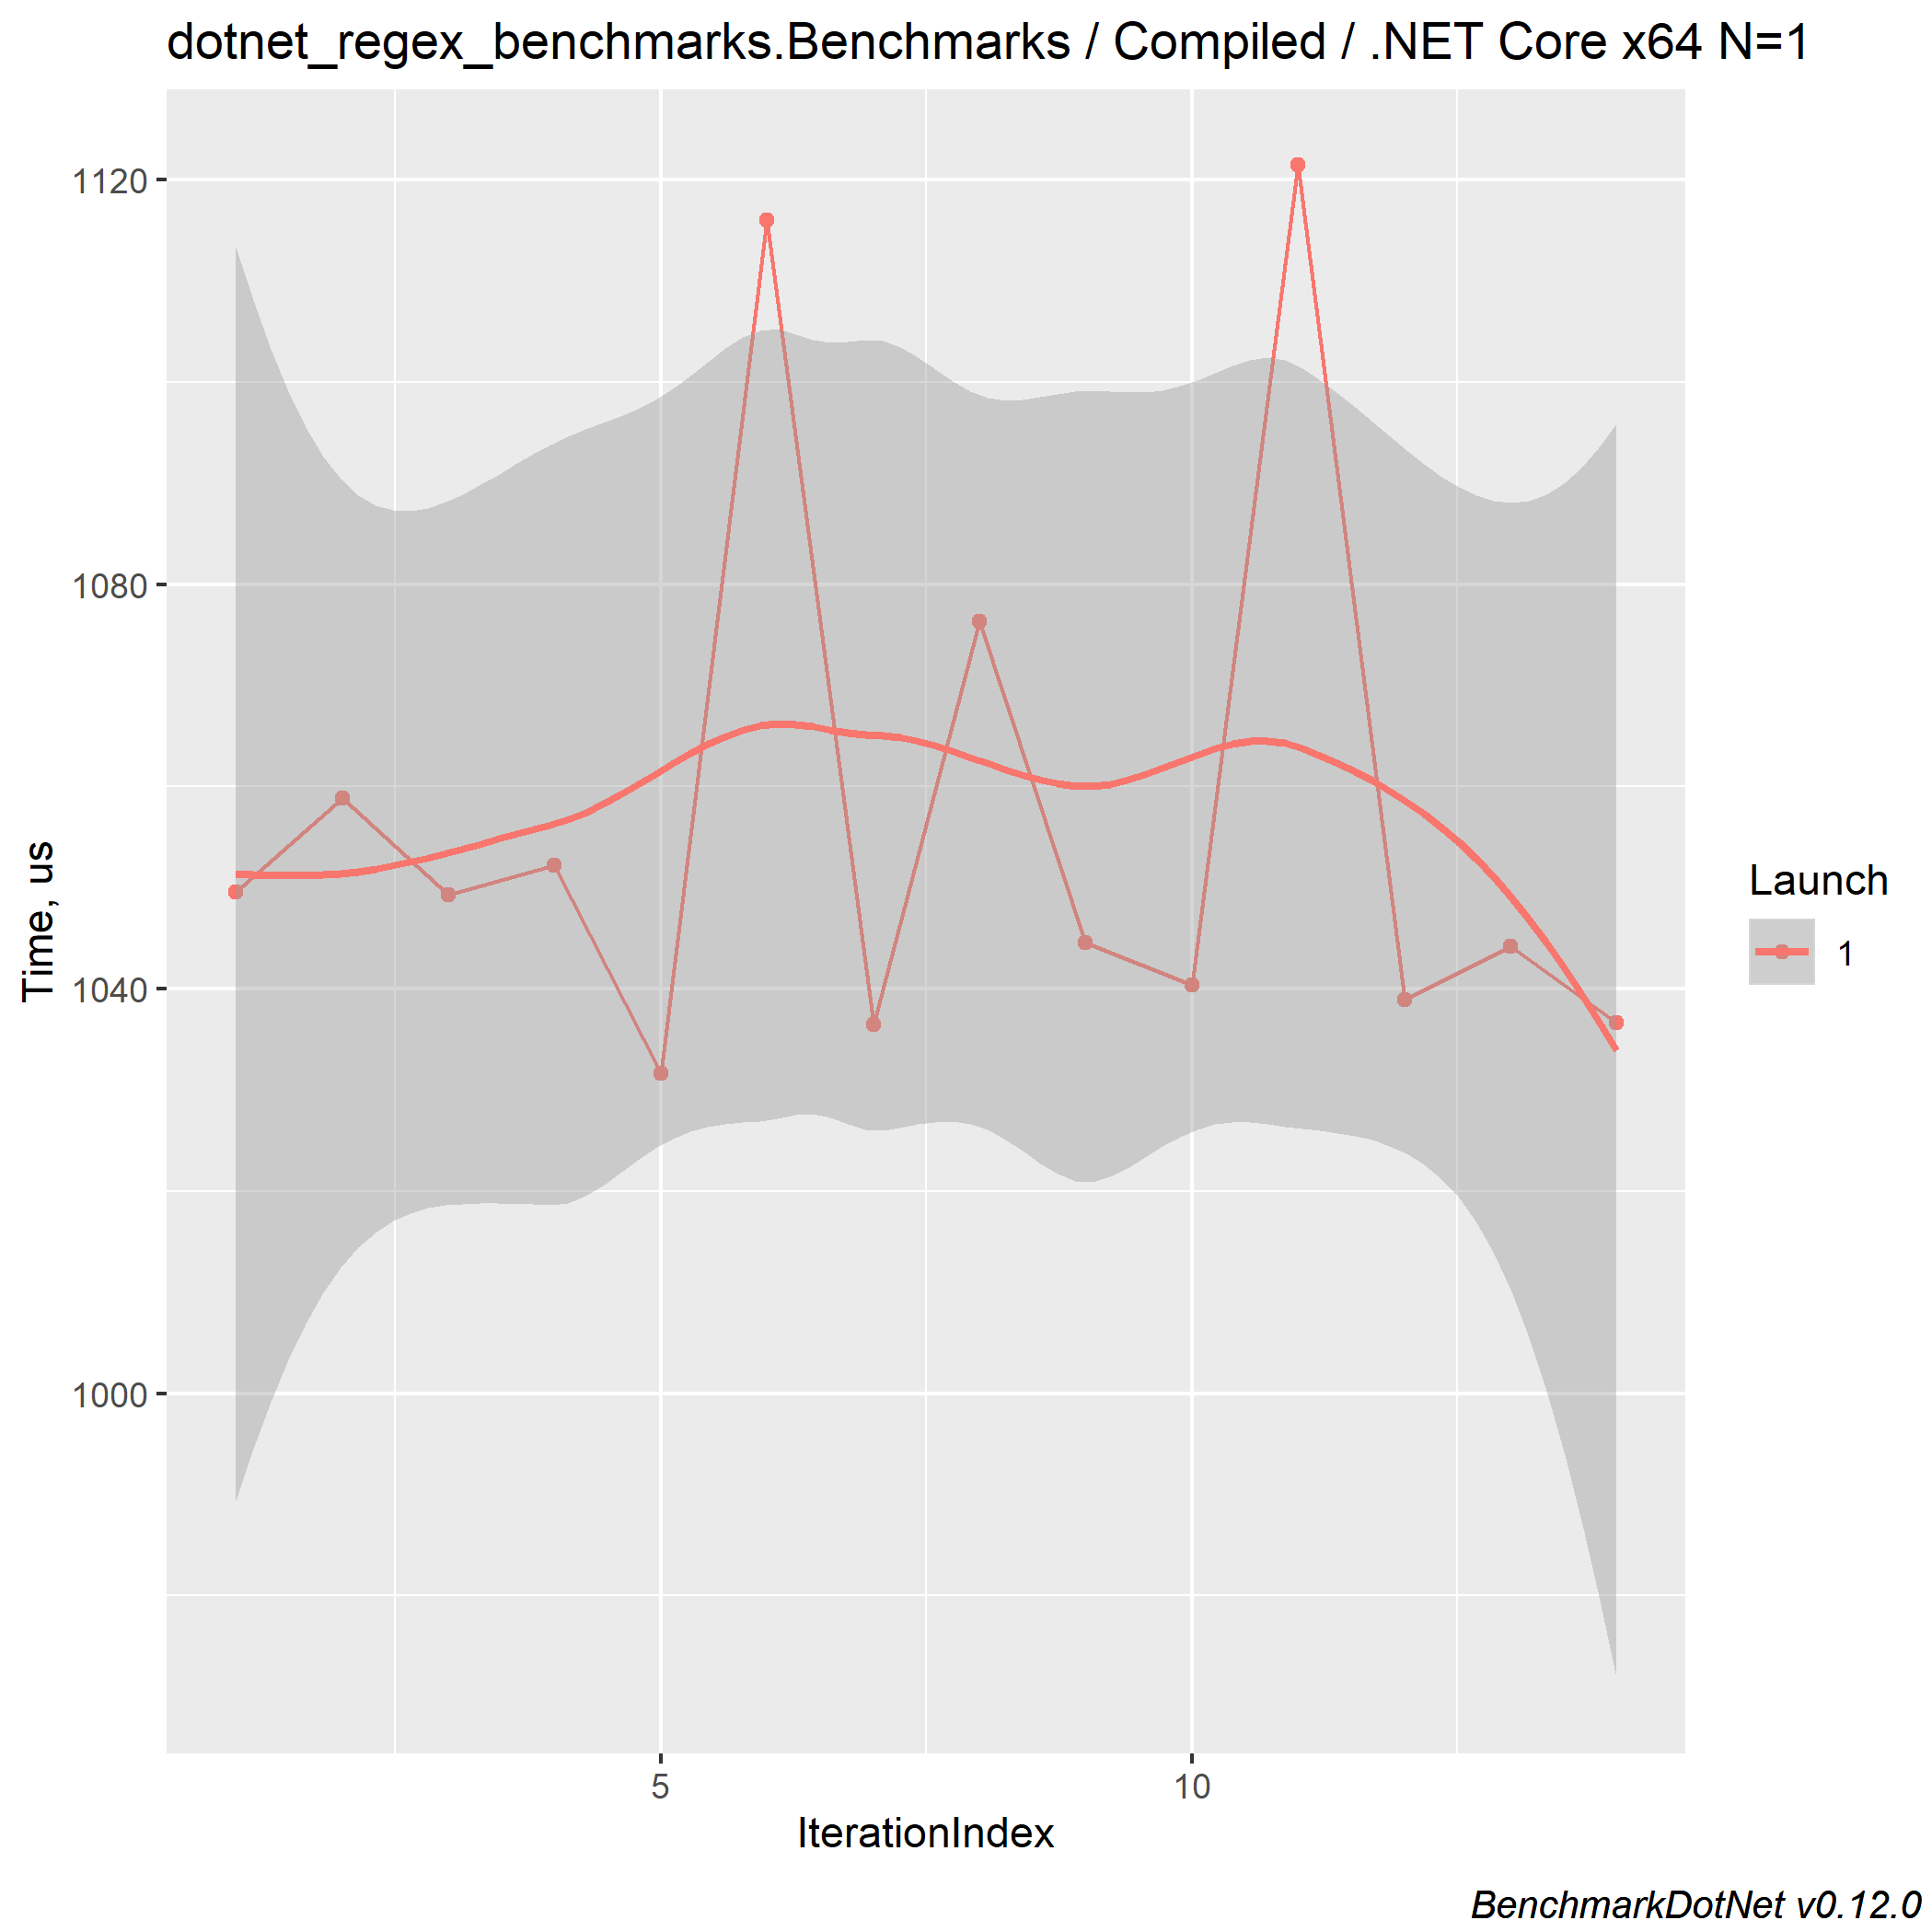 dotnet_regex_benchmarks.Benchmarks / Compiled / .NET Core x64 N=1
1120
1080
1040
1000
Time, us
5
10
IterationIndex
Launch
1
BenchmarkDotNet v0.12.0